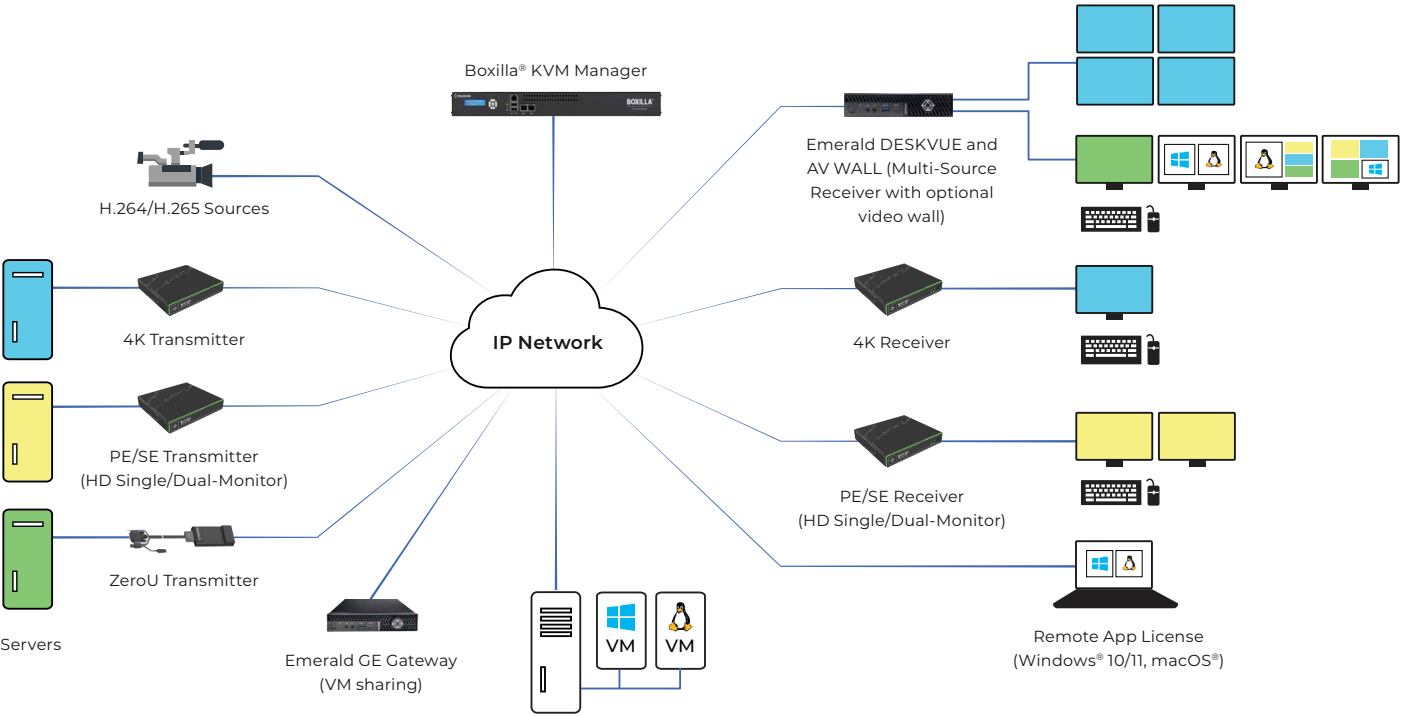 Boxilla® KVM Manager
BOXILLA
H.264/H.265 Sources
Emerald DESKVUE and
AV WALL (Multi-Source
Receiver with optional
video wall)
4K Transmitter
IP Network
4K Receiver
PE/SE Transmitter
(HD Single/Dual-Monitor)
PE/SE Receiver
(HD Single/Dual-Monitor)
ZeroU Transmitter
Servers
Emerald GE Gateway
(VM sharing)
VM
VM
Remote App License
(Windows® 10/11, macOS®)